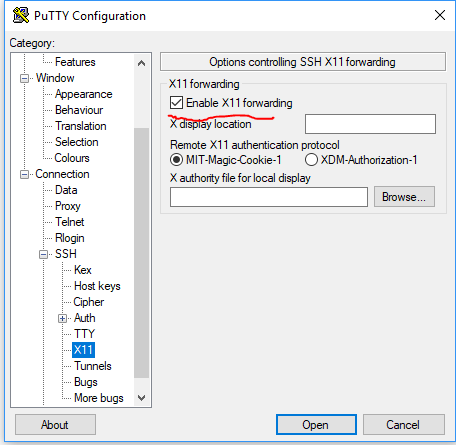 PuTTY Configuration
Category:
Features
Window
Appearance
Behaviour
Translation
Selection
Colours
Connection
Data
Proxy
Telnet
Rlogin
SSH
Kex
Host keys
Cipher
Auth
TTY
X11
Tunnels
Bugs
More bugs
Options controlling SSH X11 forwarding
X11 forwarding
Enable X11 forwarding
X display location
Remote X11 authentication protocol
MIT-Magic-Cookie-1 XDM-Authorization-1
X authority file for local display
Browse...
About Open Cancel